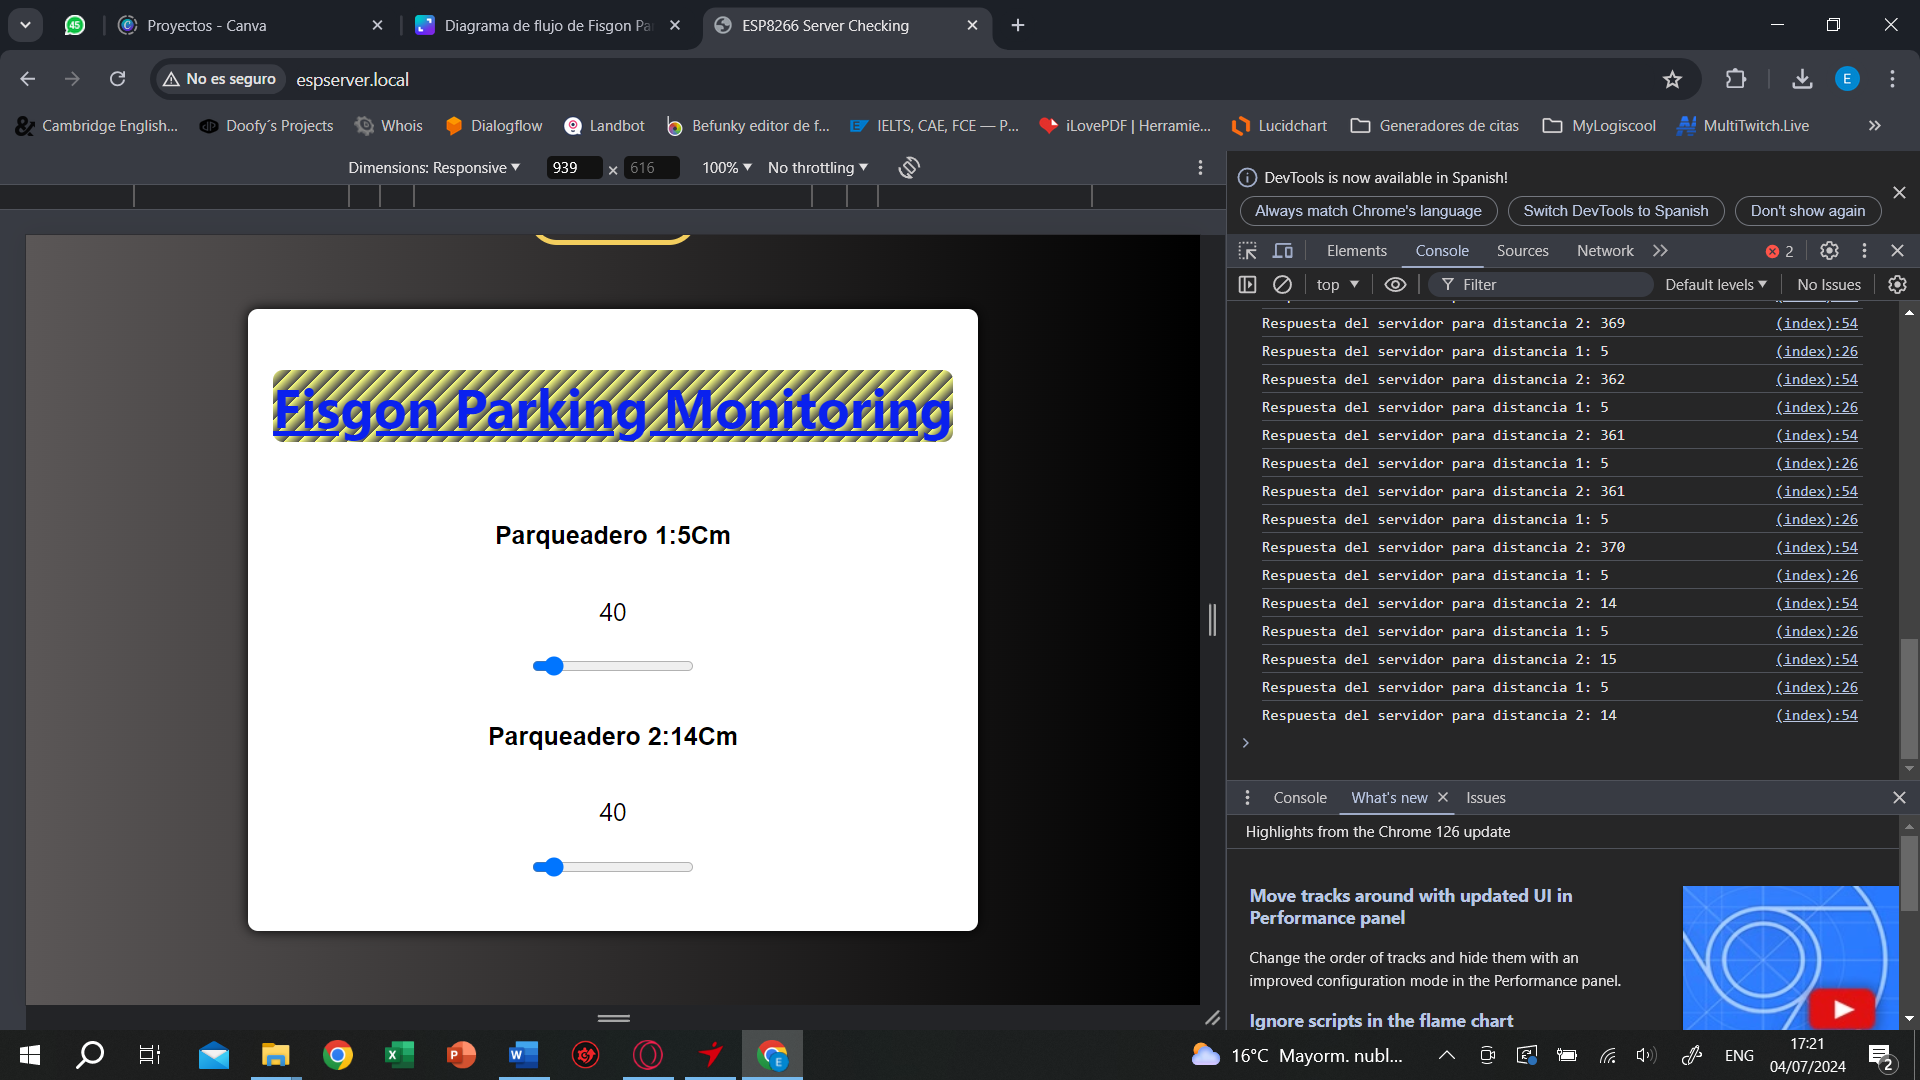 45
Proyectos - Canva
Diagrama de flujo de Fisgon Pa
ESP8266 Server Checking
No es seguro
espserver.local
E
Cambridge English...
Doofy´s Projects
Whois
Dialogflow
Landbot
Befunky editor de f...
IELTS, CAE, FCE — P...
iLovePDF | Herramie...
Lucidchart
Generadores de citas
MyLogiscool
MultiTwitch.Live
Dimensions: Responsive
939
×
616
100%
No throttling
Fisgon Parking Monitoring
Parqueadero 1:5Cm
40
Parqueadero 2:14Cm
40
DevTools is now available in Spanish!
Always match Chrome's language
Switch DevTools to Spanish
Don't show again
Elements
Console
Sources
Network
2
top
Filter
Default levels
No Issues
Respuesta del servidor para distancia 2: 369 (index):54
Respuesta del servidor para distancia 1: 5 (index):26
Respuesta del servidor para distancia 2: 362 (index):54
Respuesta del servidor para distancia 1: 5 (index):26
Respuesta del servidor para distancia 2: 361 (index):54
Respuesta del servidor para distancia 1: 5 (index):26
Respuesta del servidor para distancia 2: 361 (index):54
Respuesta del servidor para distancia 1: 5 (index):26
Respuesta del servidor para distancia 2: 370 (index):54
Respuesta del servidor para distancia 1: 5 (index):26
Respuesta del servidor para distancia 2: 14 (index):54
Respuesta del servidor para distancia 1: 5 (index):26
Respuesta del servidor para distancia 2: 15 (index):54
Respuesta del servidor para distancia 1: 5 (index):26
Respuesta del servidor para distancia 2: 14 (index):54
Console
What's new
Issues
Highlights from the Chrome 126 update
Move tracks around with updated UI in
Performance panel
Change the order of tracks and hide them with an
improved configuration mode in the Performance panel.
Ignore scripts in the flame chart
16°C Mayorm. nubl...
ENG
17:21
04/07/2024
2